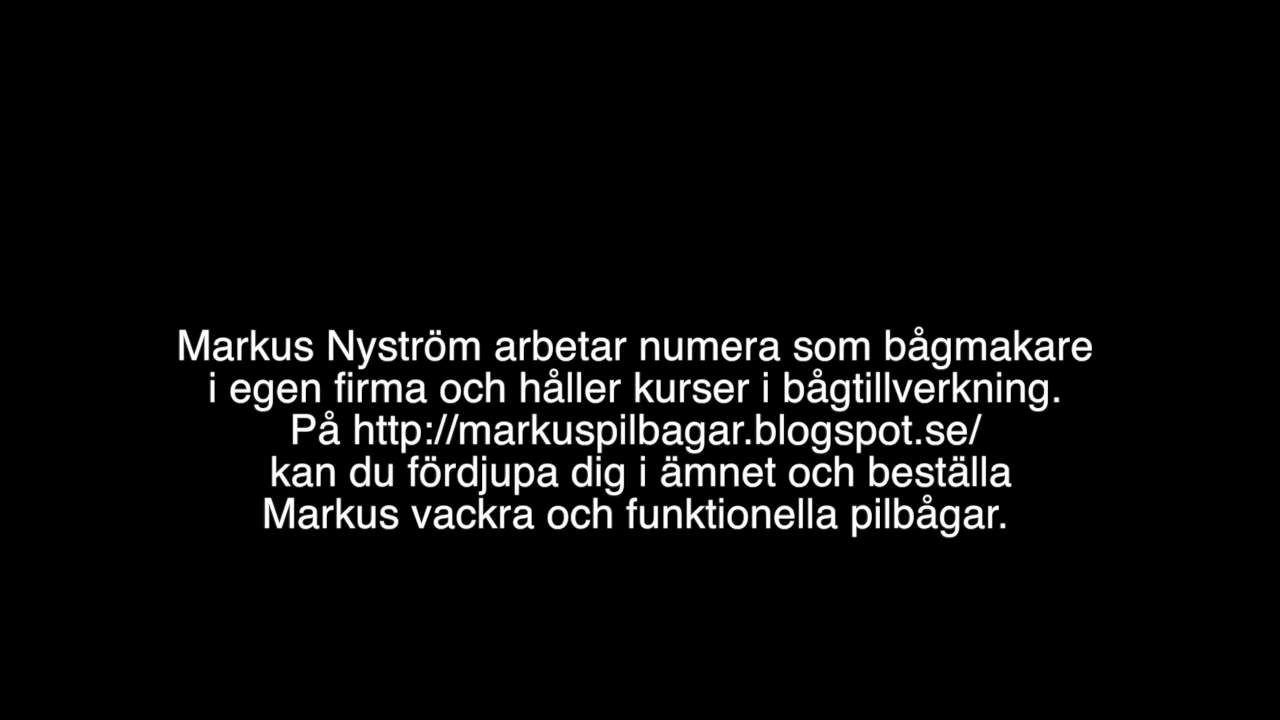 Markus Nyström arbetar numera som bågmakare
i egen firma och håller kurser i bågtillverkning.
På http://markuspilbagar.blogspot.se/
kan du fördjupa dig i ämnet och beställa
Markus vackra och funktionella pilbågar.